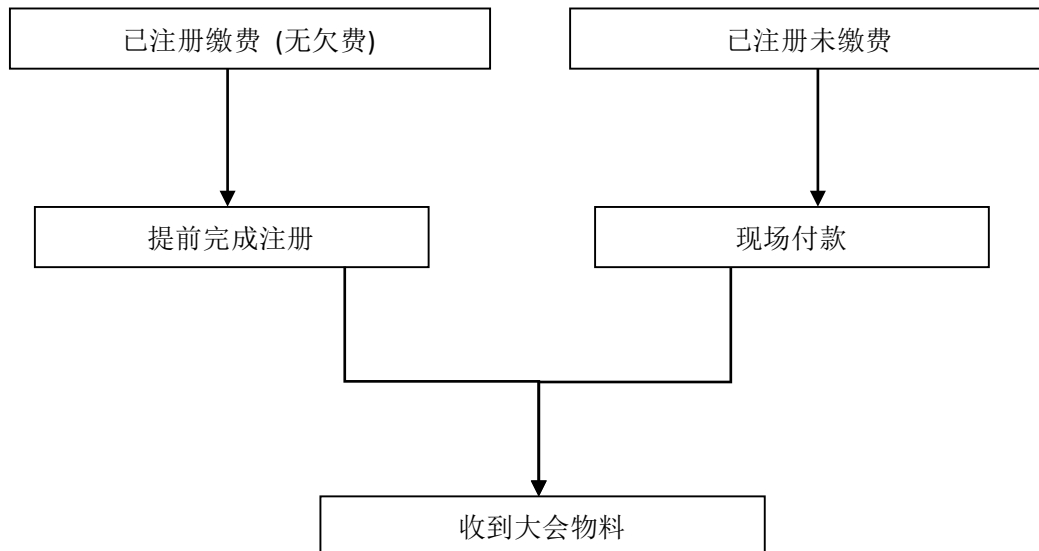 已注册缴费 (无欠费)
已注册未缴费
提前完成注册
现场付款
收到大会物料